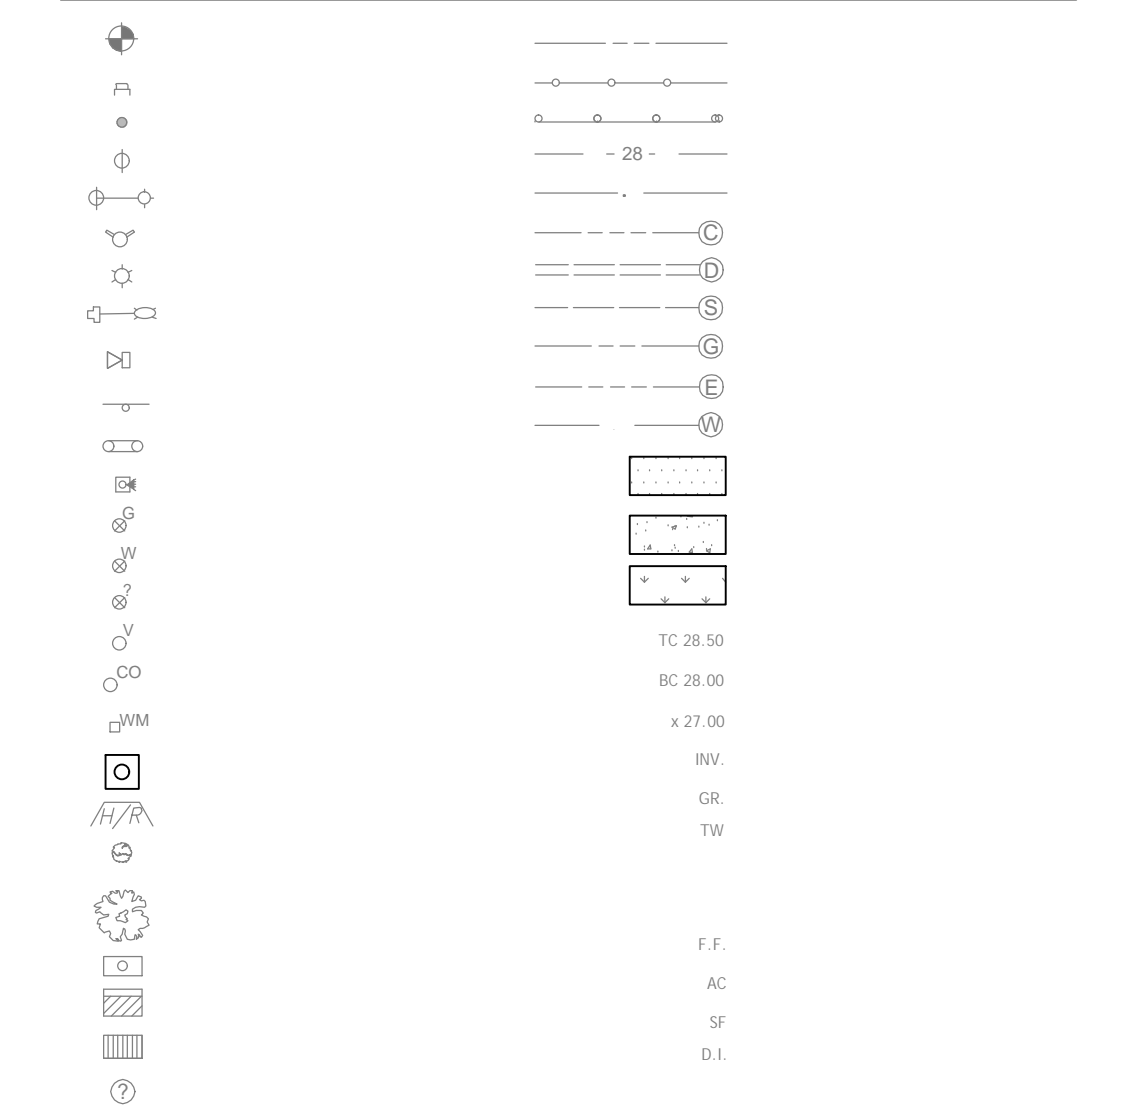 G
W
?
V
CO
WM
H/R
?
- 28 -
C
D
S
G
E
W
TC 28.50
BC 28.00
x 27.00
INV.
GR.
TW
F.F.
AC
SF
D.I.